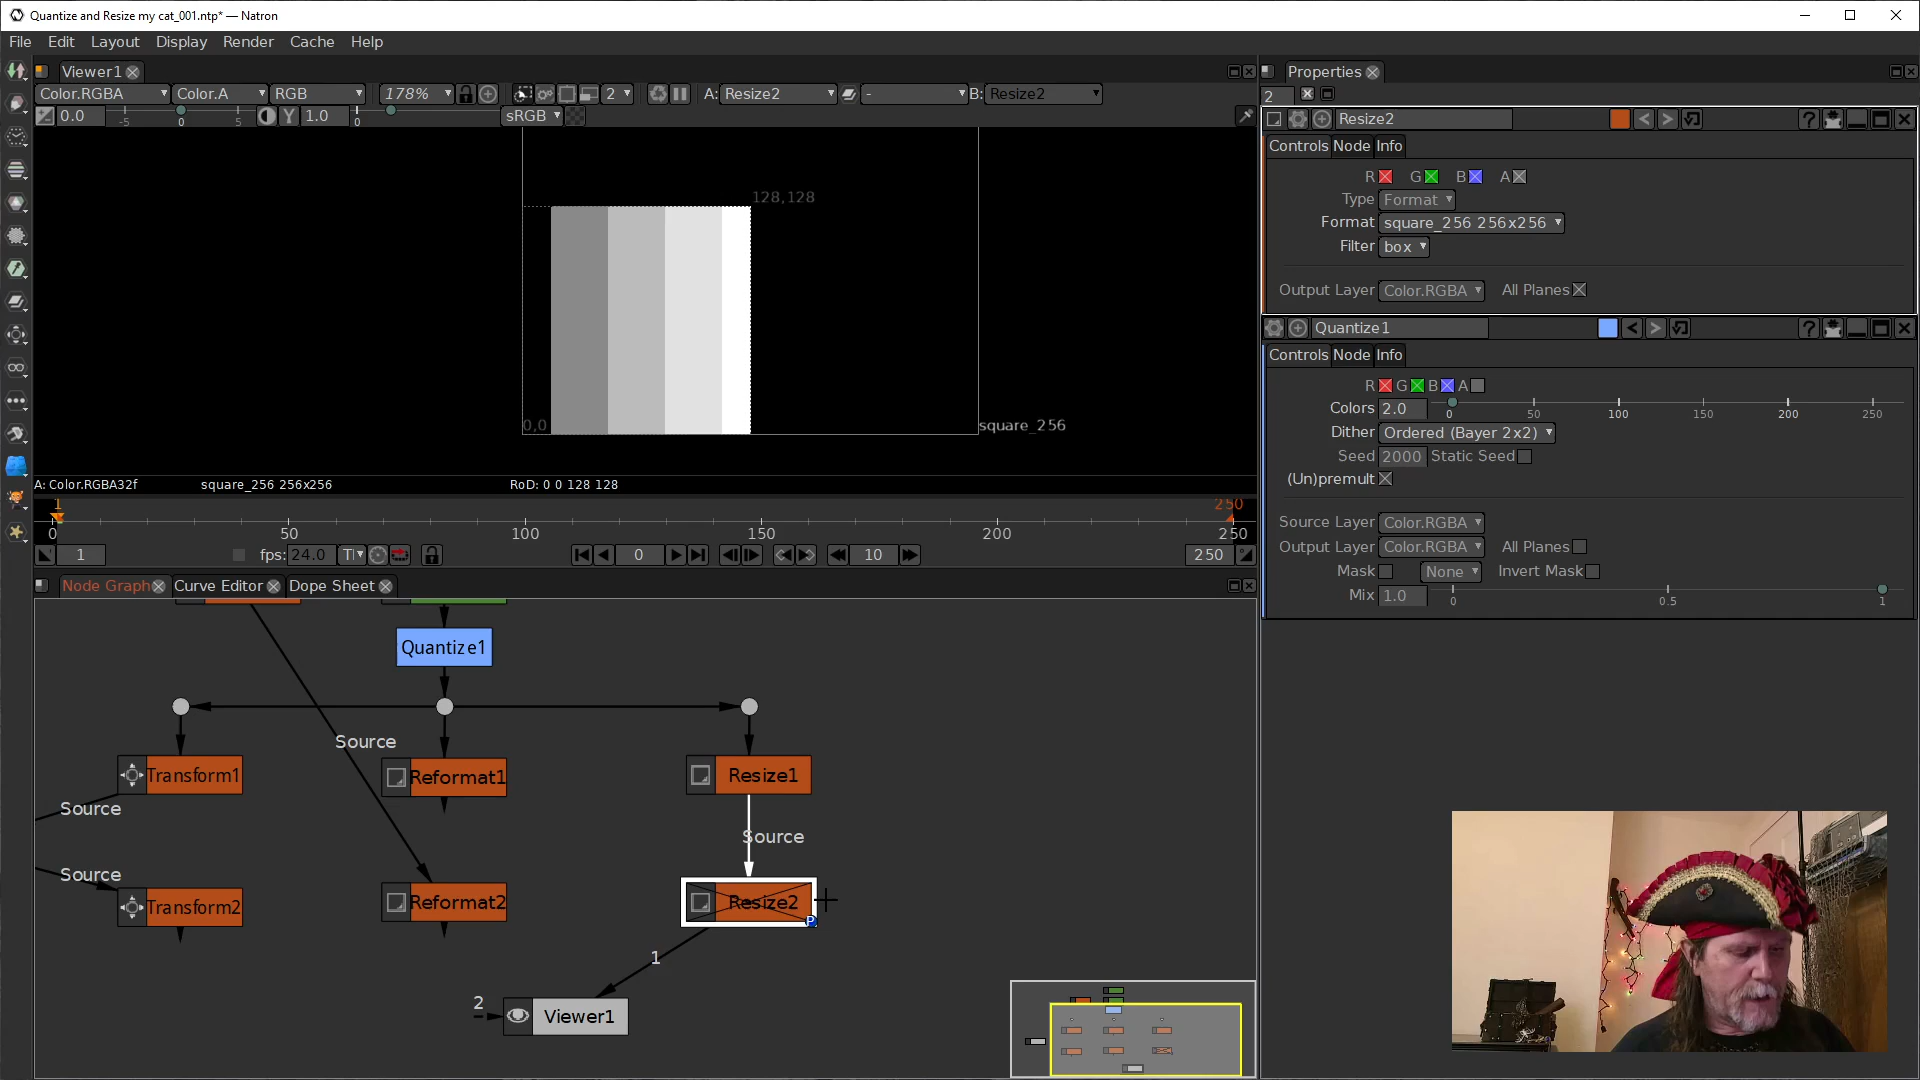 Quantize and Resize my cat_001.ntp* — Natron
File Edit Layout Display Render Cache Help
Viewer1
Color.RGBA Color.A RGB 178% 2 A: Resize2 - B: Resize2
0.0 -5 0 5 1.0 0 sRGB
128,128
0,0
square_256
A: Color.RGBA32f square_256 256x256 RoD: 0 0 128 128
1 250
0 50 100 150 200 250
1 fps: 24.0 0 10 250
Node Graph Curve Editor Dope Sheet
Quantize1
Source
Transform1 Reformat1 Resize1
Source
Source
Source
Transform2 Reformat2 Resize2
P
1
2
Viewer1
Properties
2
Resize2
?
Controls Node Info
R G B A
Type Format
Format square_256 256x256
Filter box
Output Layer Color.RGBA All Planes
Quantize1
?
Controls Node Info
R G B A
Colors 2.0 0 50 100 150 200 250
Dither Ordered (Bayer 2x2)
Seed 2000 Static Seed
(Un)premult
Source Layer Color.RGBA
Output Layer Color.RGBA All Planes
Mask None Invert Mask
Mix 1.0 0 0.5 1